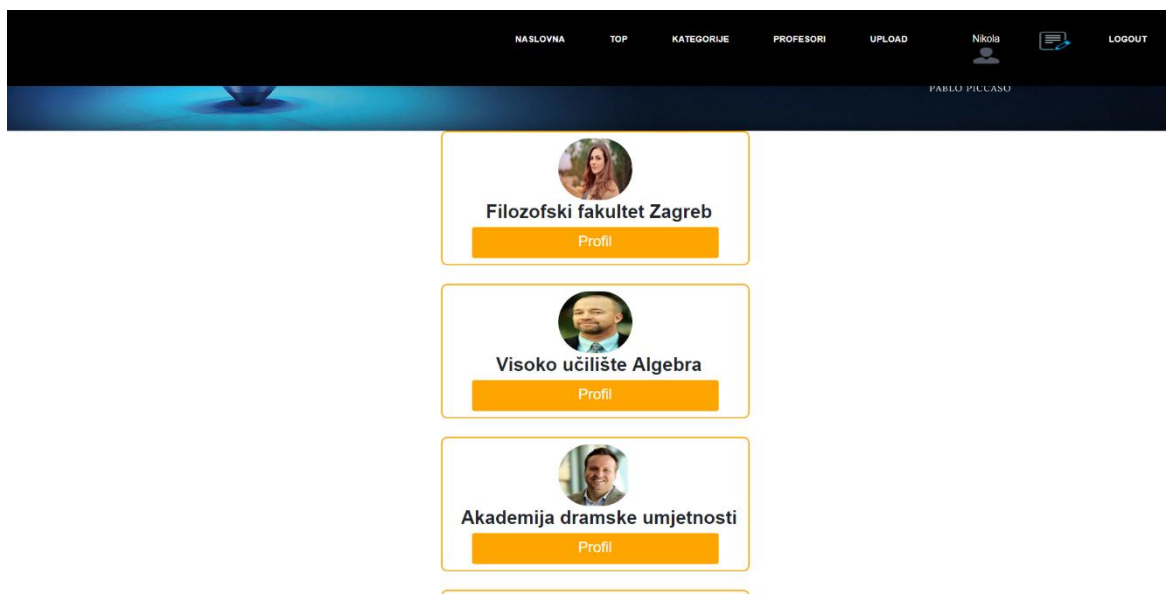 NASLOVNA TOP KATEGORIJE PROFESORI UPLOAD Nikola LOGOUT
PABLO PICCASO
Filozofski fakultet Zagreb
Profil
Visoko učilište Algebra
Profil
Akademija dramske umjetnosti
Profil